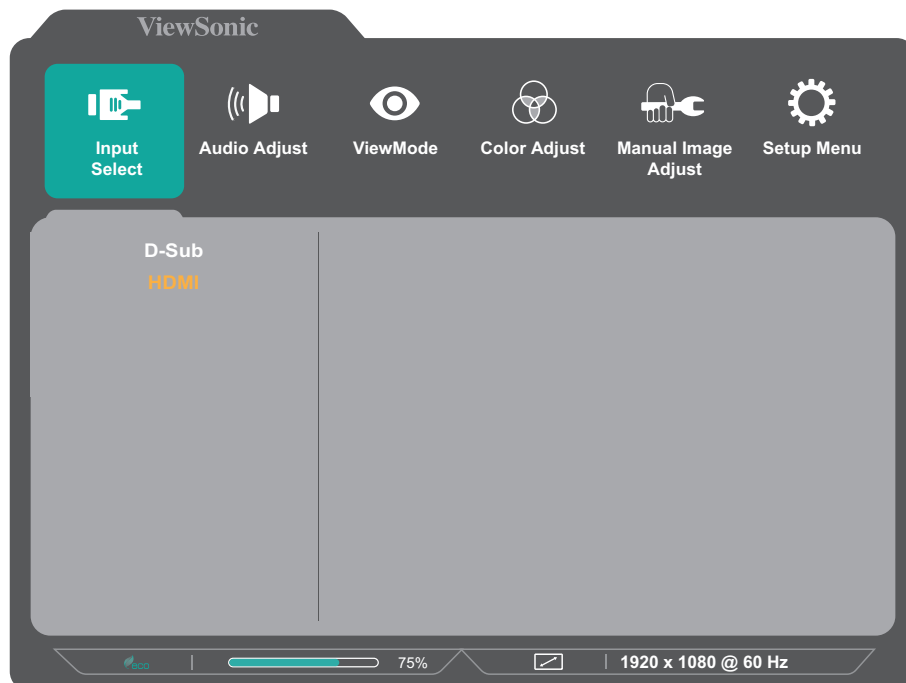 ViewSonic
Input
Select
Audio Adjust
ViewMode
Color Adjust
Manual Image
Adjust
Setup Menu
D-Sub
HDMI
ECO
75%
1920 x 1080 @ 60 Hz